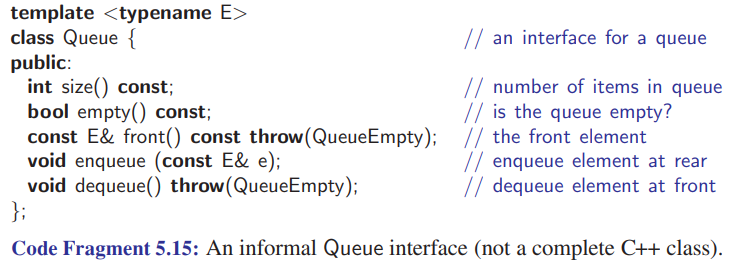 template <typename E>
class Queue { // an interface for a queue
public:
int size() const; // number of items in queue
bool empty() const; // is the queue empty?
const E& front() const throw(QueueEmpty); // the front element
void enqueue (const E& e); // enqueue element at rear
void dequeue() throw(QueueEmpty); // dequeue element at front
};
Code Fragment 5.15: An informal Queue interface (not a complete C++ class).